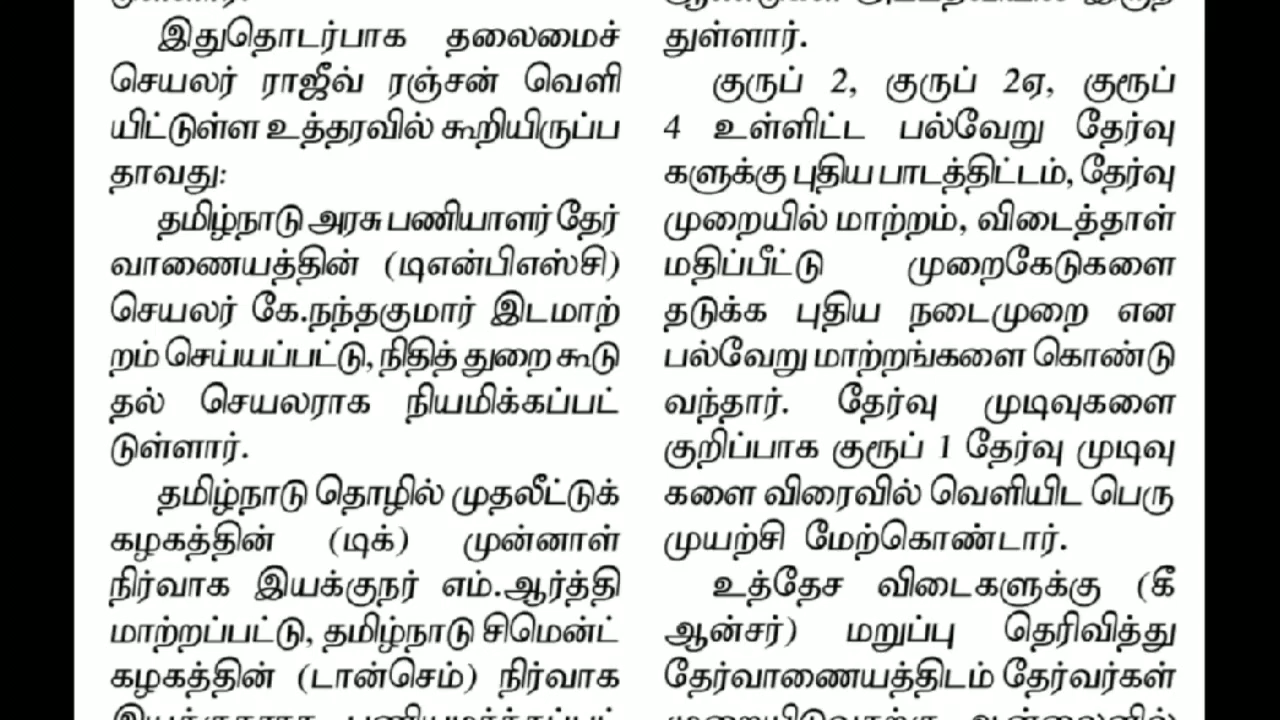 இதுதொடர்பாக தலைமைச்
செயலர் ராஜீவ் ரஞ்சன் வெளி
யிட்டுள்ள உத்தரவில் கூறியிருப்ப
தாவது:
தமிழ்நாடு அரசு பணியாளர் தேர்
வாணையத்தின் (டிஎன்பிஎஸ்சி)
செயலர் கே.நந்தகுமார் இடமாற்
றம் செய்யப்பட்டு, நிதித் துறை கூடு
தல் செயலராக நியமிக்கப்பட்
டுள்ளார்.
தமிழ்நாடு தொழில் முதலீட்டுக்
கழகத்தின் (டிக்) முன்னாள்
நிர்வாக இயக்குநர் எம்.ஆர்த்தி
மாற்றப்பட்டு, தமிழ்நாடு சிமென்ட்
கழகத்தின் (டான்செம்) நிர்வாக
துள்ளார்.
குருப் 2, குருப் 2ஏ, குரூப்
4 உள்ளிட்ட பல்வேறு தேர்வு
களுக்கு புதிய பாடத்திட்டம், தேர்வு
முறையில் மாற்றம், விடைத்தாள்
மதிப்பீட்டு முறைகேடுகளை
தடுக்க புதிய நடைமுறை என
பல்வேறு மாற்றங்களை கொண்டு
வந்தார். தேர்வு முடிவுகளை
குறிப்பாக குரூப் 1 தேர்வு முடிவு
களை விரைவில் வெளியிட பெரு
முயற்சி மேற்கொண்டார்.
உத்தேச விடைகளுக்கு (கீ
ஆன்சர்) மறுப்பு தெரிவித்து
தேர்வாணையத்திடம் தேர்வர்கள்